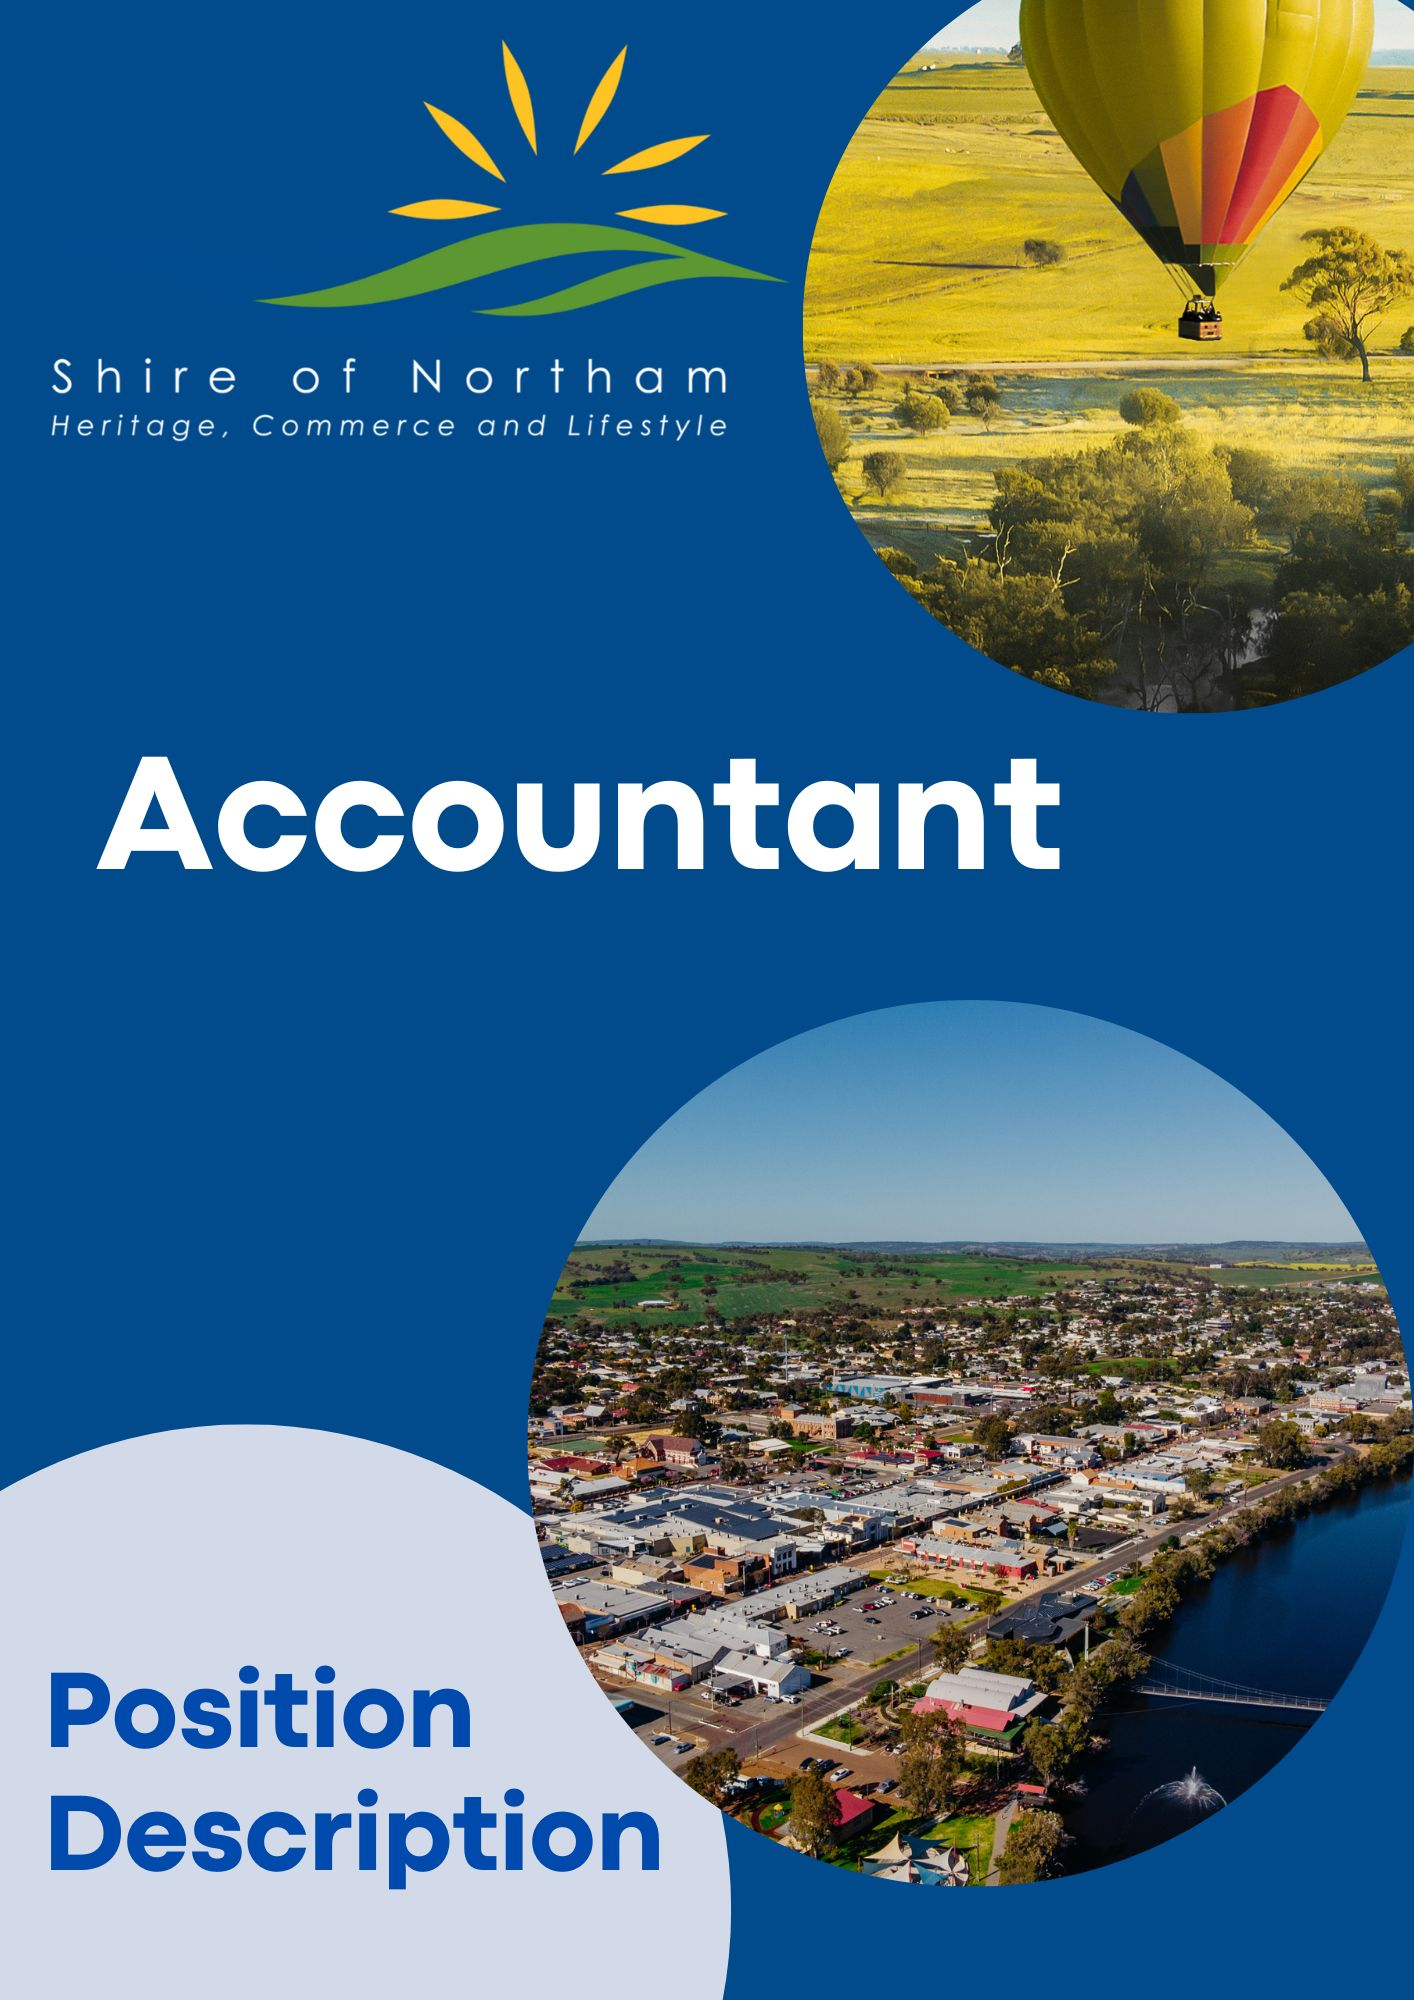 Shire of Northam
Heritage, Commerce and Lifestyle
Accountant
Position
Description